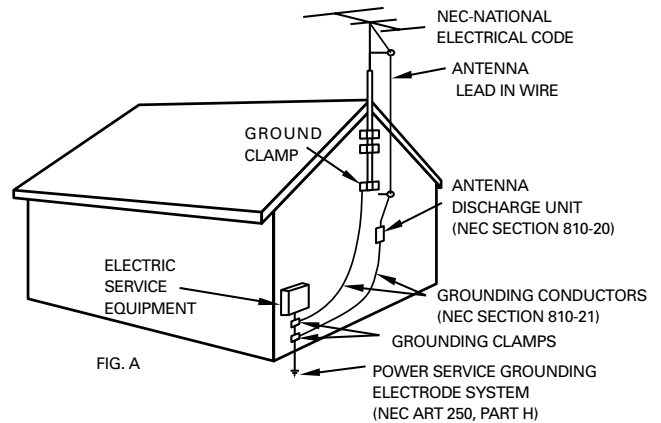 NEC-NATIONAL
ELECTRICAL CODE
ANTENNA
LEAD IN WIRE
GROUND
CLAMP
ANTENNA
DISCHARGE UNIT
(NEC SECTION 810-20)
ELECTRIC
SERVICE
EQUIPMENT
GROUNDING CONDUCTORS
(NEC SECTION 810-21)
GROUNDING CLAMPS
FIG. A
POWER SERVICE GROUNDING
ELECTRODE SYSTEM
(NEC ART 250, PART H)